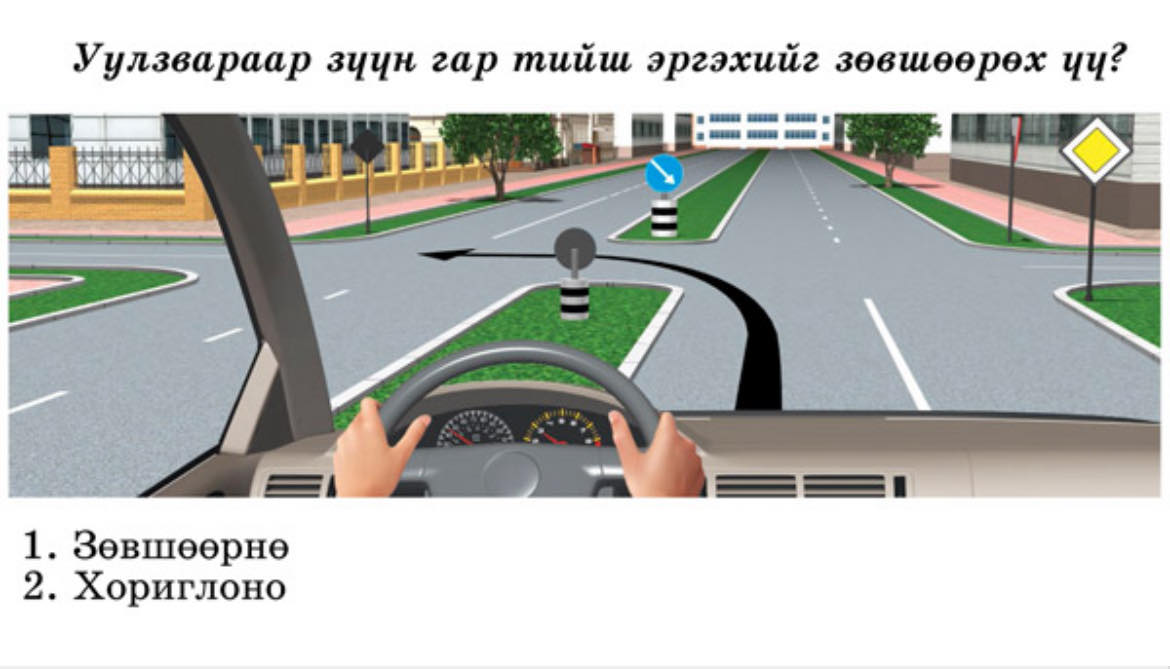 Уулзвараар зүүн гар тийш эргэхийг зөвшөөрөх үү?
1. Зөвшөөрнө
2. Хориглоно